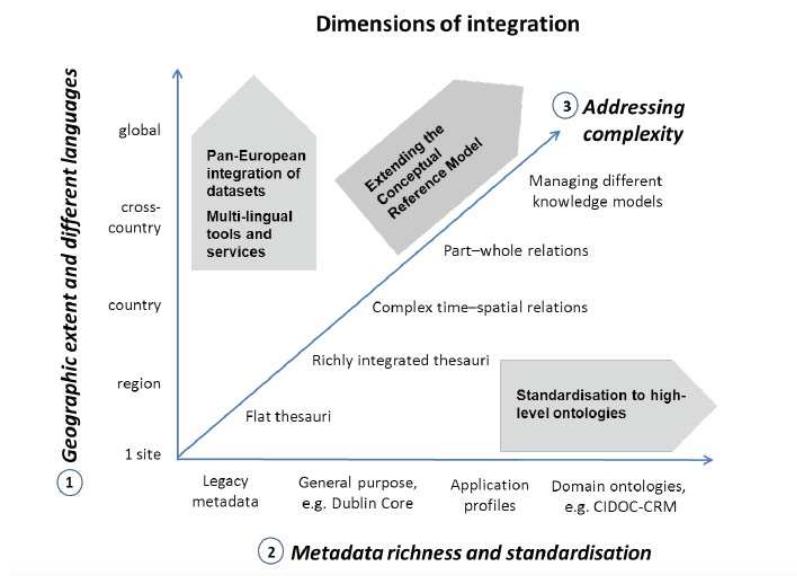 Dimensions of integration
1 Geographic extent and different languages
global
cross-
country
country
region
1 site
Pan-European
integration of
datasets
Multi-lingual
tools and
services
Extending the
Conceptual
Reference Model
3 Addressing
complexity
Managing different
knowledge models
Part–whole relations
Complex time–spatial relations
Richly integrated thesauri
Flat thesauri
Standardisation to high-
level ontologies
Legacy
metadata
General purpose,
e.g. Dublin Core
Application
profiles
Domain ontologies,
e.g. CIDOC-CRM
2 Metadata richness and standardisation